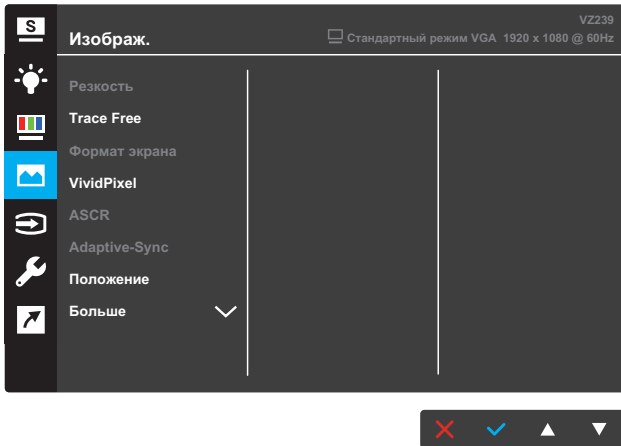 S
VZ239
Изображ.
Стандартный режим VGA 1920 x 1080 @ 60Hz
Резкость
Trace Free
Формат экрана
VividPixel
ASCR
Adaptive-Sync
Положение
Больше